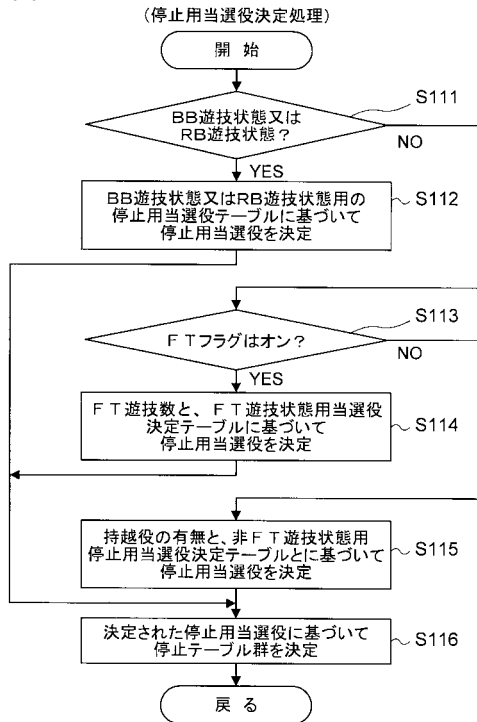 (停止用当選役決定処理)
開 始
S111
BB遊技状態又は
RB遊技状態?
NO
YES
S112
BB遊技状態又はRB遊技状態用の
停止用当選役テーブルに基づいて
停止用当選役を決定
S113
FTフラグはオン?
NO
YES
FT遊技数と、FT遊技状態用当選役
決定テーブルに基づいて
停止用当選役を決定
S114
持越役の有無と、非FT遊技状態用
停止用当選役決定テーブルとに基づいて
停止用当選役を決定
S115
決定された停止用当選役に基づいて
停止テーブル群を決定
S116
戻 る